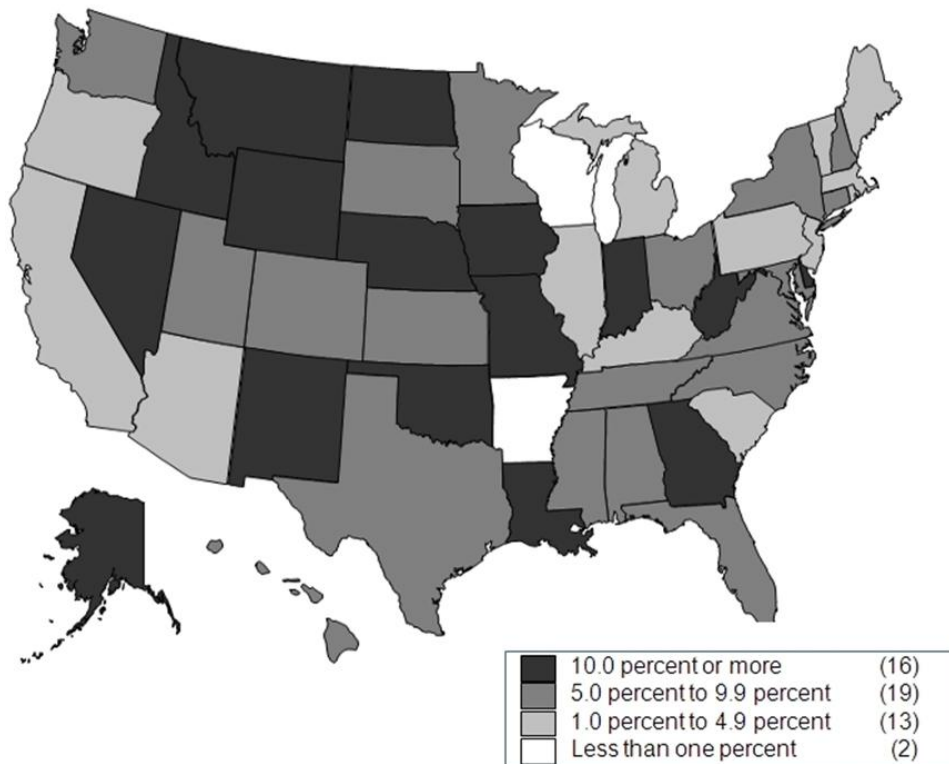 10.0 percent or more (16)
5.0 percent to 9.9 percent (19)
1.0 percent to 4.9 percent (13)
Less than one percent (2)